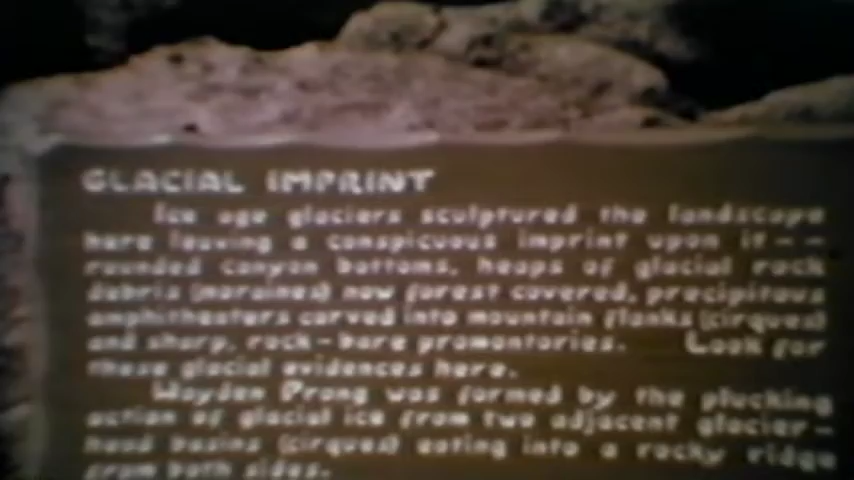 GLACIAL IMPRINT
Ice age glaciers sculptured the landscape
here leaving a conspicuous imprint upon it--
rounded canyon bottoms, heaps of glacial rock
debris (moraines) now forest covered, precipitous
amphitheaters carved into mountain flanks (cirques)
and sharp, rock-bare promontories. Look for
these glacial evidences here.
Hayden Prong was formed by the plucking
action of glacial ice from two adjacent glacier-
head basins (cirques) eating into a rocky ridge
from both sides.